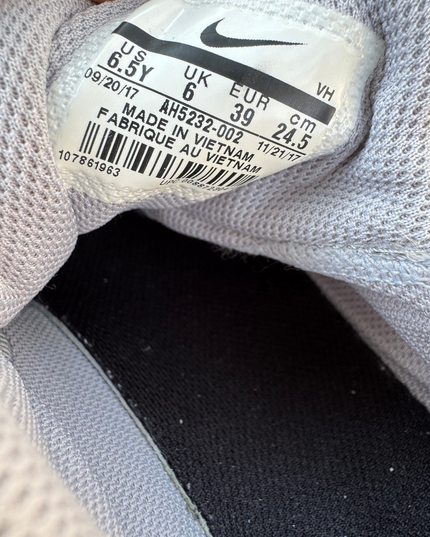 US UK EUR cm VH
6.5Y 6 39 24.5
09/20/17 AH5232-002 11/21/17
MADE IN VIETNAM
FABRIQUE AU VIETNAM
107861963